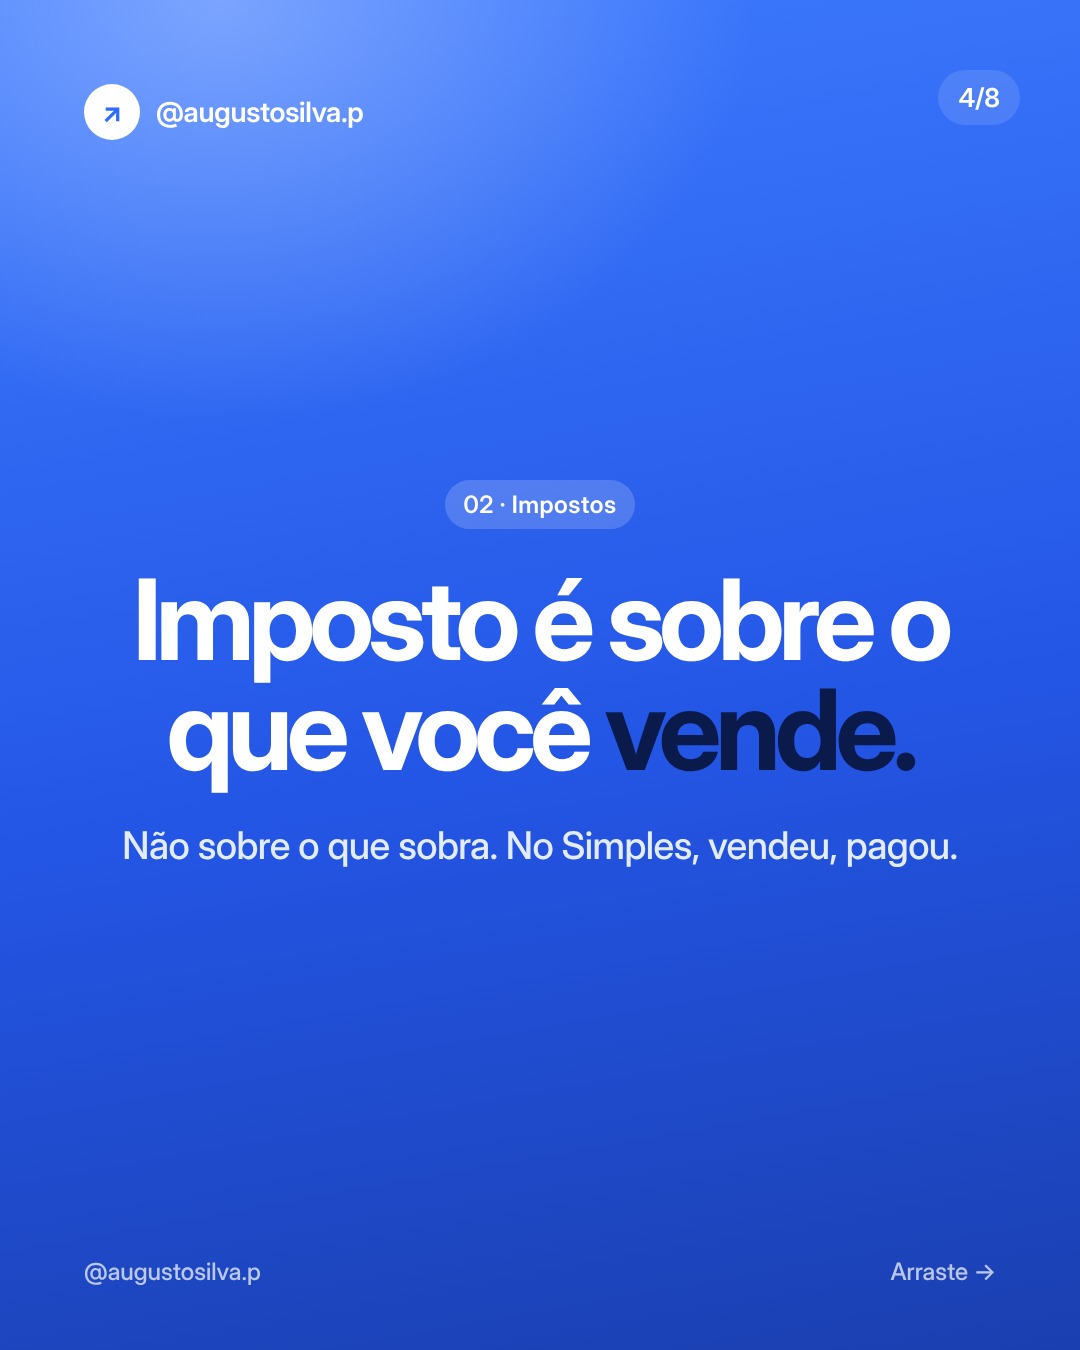 @augustosilva.p
4/8
02 · Impostos
Imposto é sobre o
que você vende.
Não sobre o que sobra. No Simples, vendeu, pagou.
@augustosilva.p
Arraste →